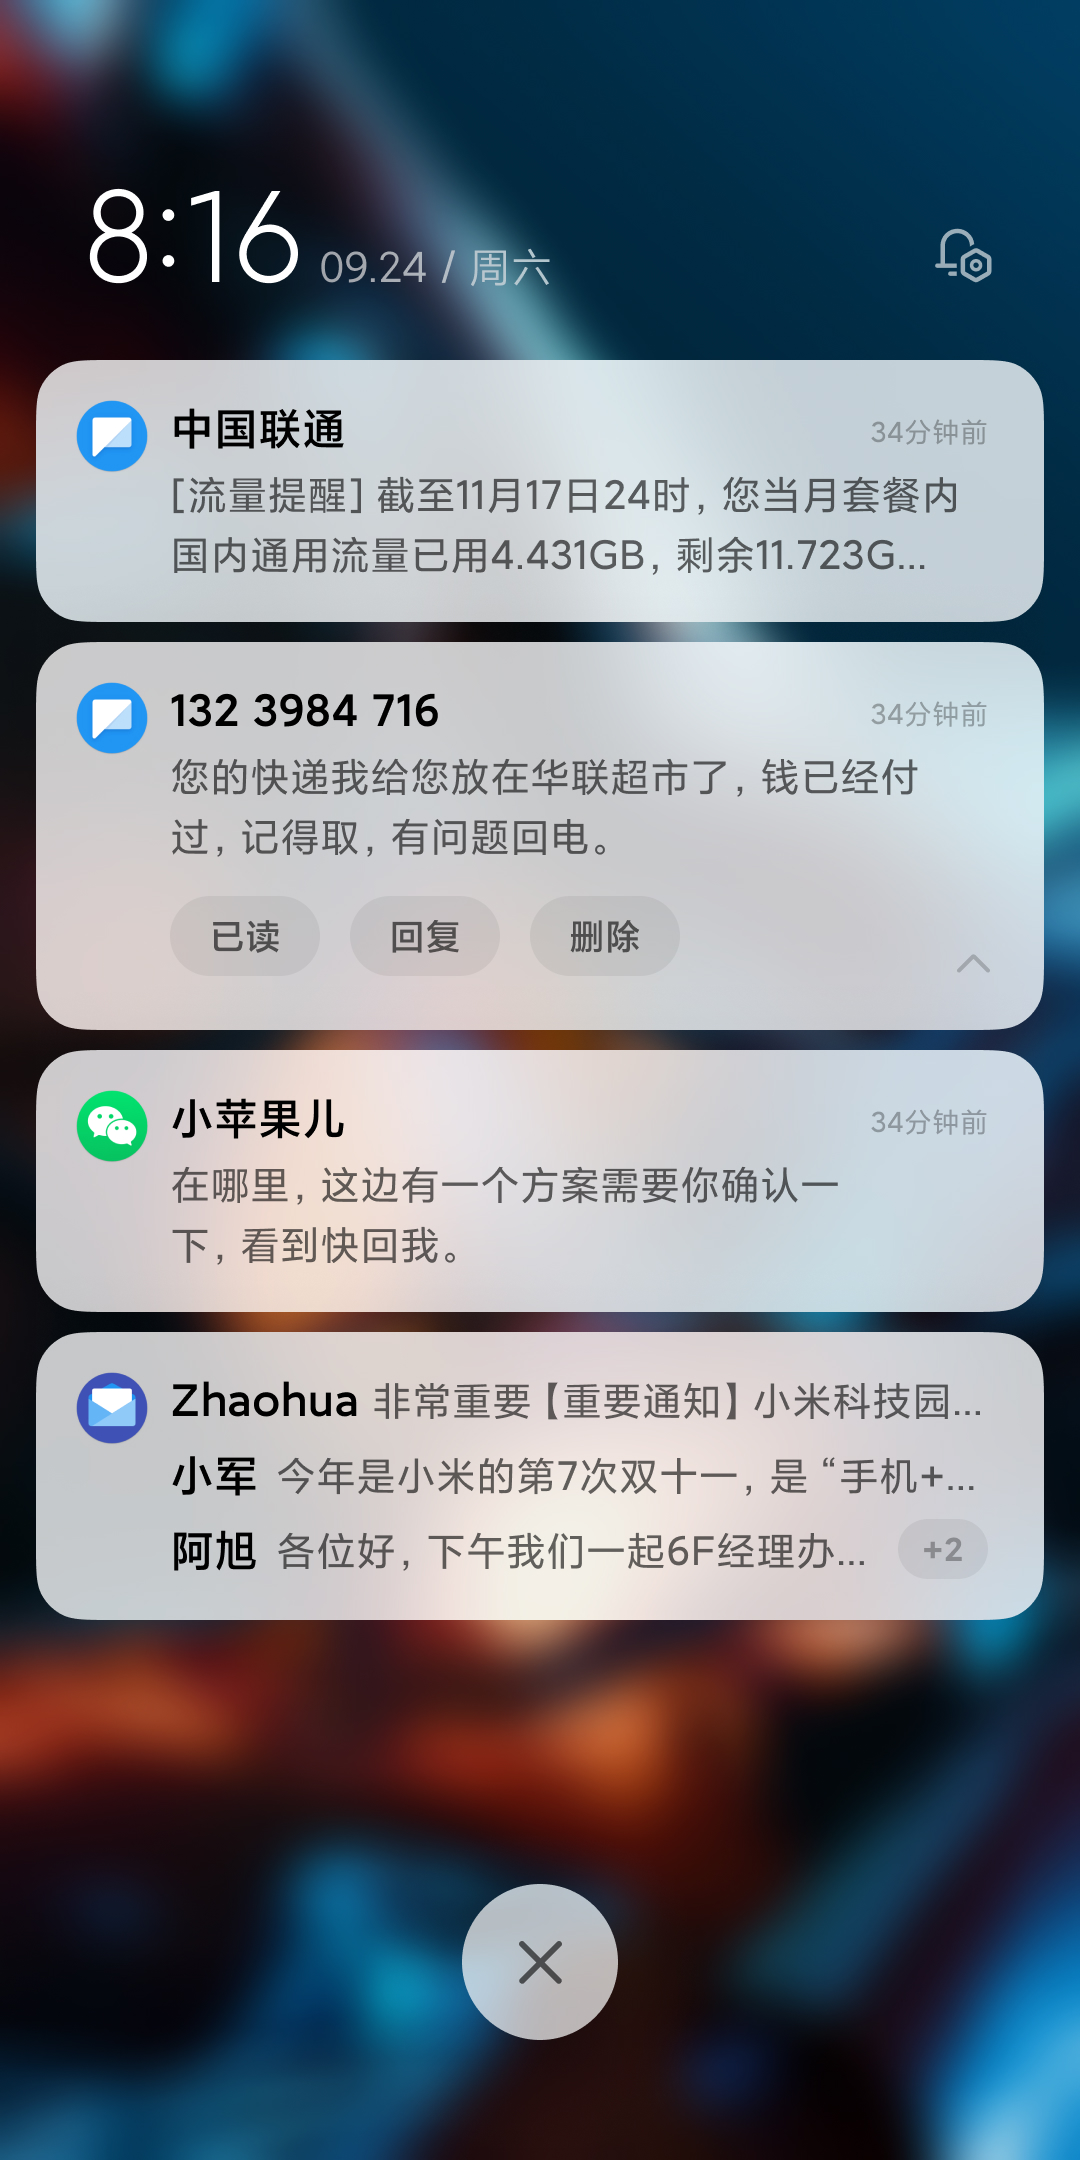 8:16 09.24 / 周六
中国联通 34分钟前
[流量提醒] 截至11月17日24时, 您当月套餐内
国内通用流量已用4.431GB, 剩余11.723G...
132 3984 716 34分钟前
您的快递我给您放在华联超市了, 钱已经付
过, 记得取, 有问题回电。
已读 回复 删除
小苹果儿 34分钟前
在哪里, 这边有一个方案需要你确认一
下, 看到快回我。
Zhaohua 非常重要【重要通知】小米科技园...
小军 今年是小米的第7次双十一, 是 “手机+...
阿旭 各位好, 下午我们一起6F经理办... +2